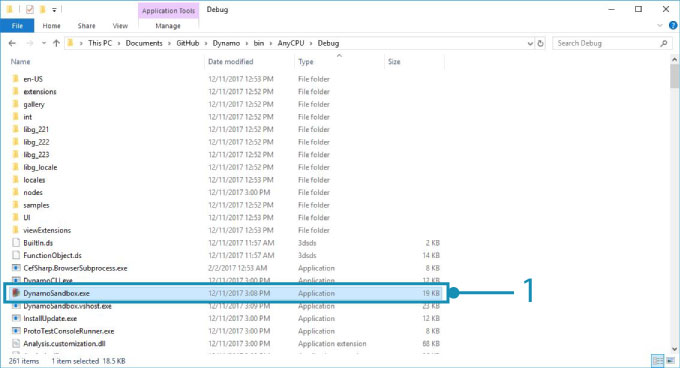 Application Tools
Debug
File
Home
Share
View
Manage
This PC > Documents > GitHub > Dynamo > bin > AnyCPU > Debug
Search Debug
Name Date modified Type Size
en-US 12/11/2017 12:53 PM File folder
extensions 12/11/2017 12:52 PM File folder
gallery 12/11/2017 12:52 PM File folder
int 12/11/2017 12:53 PM File folder
libg_221 12/11/2017 12:52 PM File folder
libg_222 12/11/2017 12:52 PM File folder
libg_223 12/11/2017 12:52 PM File folder
libg_locale 12/11/2017 12:52 PM File folder
locales 12/11/2017 12:52 PM File folder
nodes 12/11/2017 3:00 PM File folder
samples 12/11/2017 12:52 PM File folder
UI 12/11/2017 12:52 PM File folder
viewExtensions 12/11/2017 3:00 PM File folder
BuiltIn.ds 12/11/2017 11:57 AM 3dsds 2 KB
FunctionObject.ds 12/11/2017 11:57 AM 3dsds 14 KB
CefSharp.BrowserSubprocess.exe 2/2/2017 12:53 AM Application 8 KB
DynamoCLI.exe 12/11/2017 3:00 PM Application 12 KB
DynamoSandbox.exe 12/11/2017 3:08 PM Application 19 KB
1
DynamoSandbox.vshost.exe 12/11/2017 3:09 PM Application 23 KB
InstallUpdate.exe 12/11/2017 3:00 PM Application 12 KB
ProtoTestConsoleRunner.exe 12/11/2017 3:00 PM Application 8 KB
Analysis.customization.dll 12/11/2017 3:00 PM Application extension 68 KB
261 items 1 item selected 18.5 KB